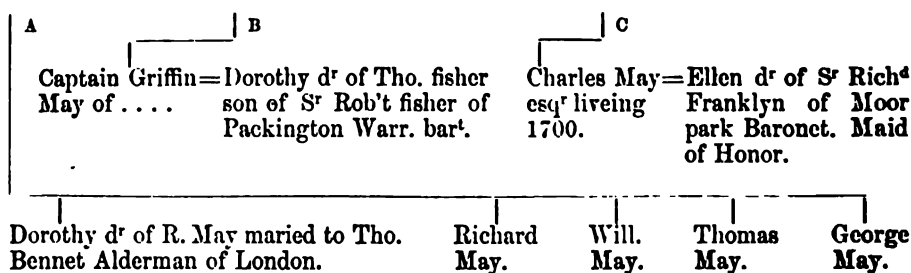 A
B
C
Captain Griffin=Dorothy dʳ of Tho. fisher
May of . . . . son of Sʳ Rob't fisher of
Packington Warr. barᵗ.
Charles May=Ellen dʳ of Sʳ Richᵈ
esqʳ liveing Franklyn of Moor
1700. park Baronet. Maid
of Honor.
Dorothy dʳ of R. May maried to Tho.
Bennet Alderman of London.
Richard
May.
Will.
May.
Thomas
May.
George
May.